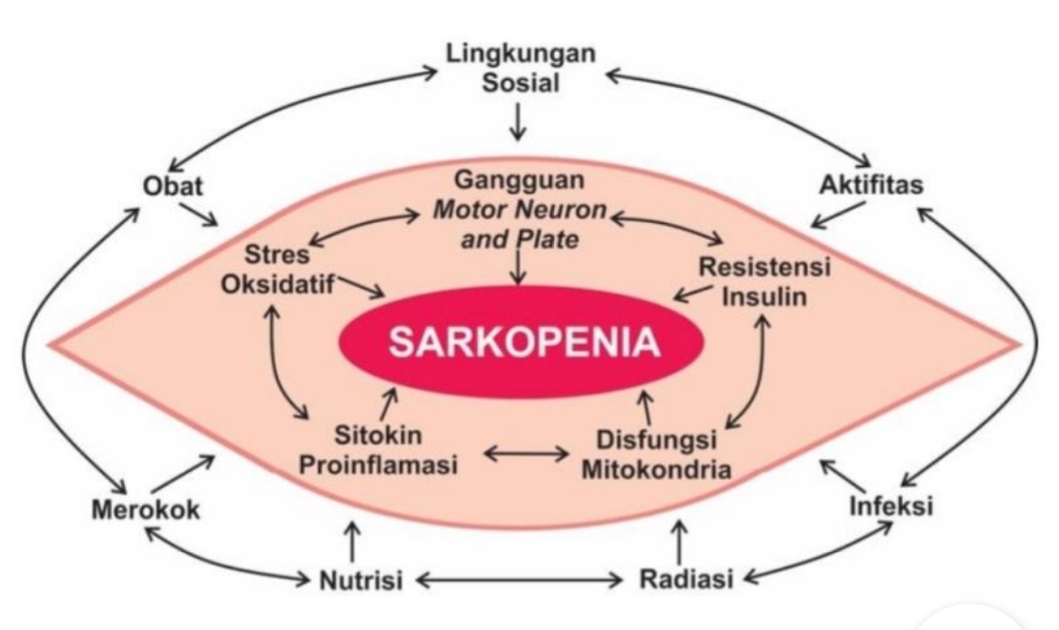 Lingkungan
Sosial
Obat
Aktifitas
Gangguan
Motor Neuron
and Plate
Stres
Oksidatif
Resistensi
Insulin
SARKOPENIA
Sitokin
Proinflamasi
Disfungsi
Mitokondria
Merokok
Infeksi
Nutrisi
Radiasi